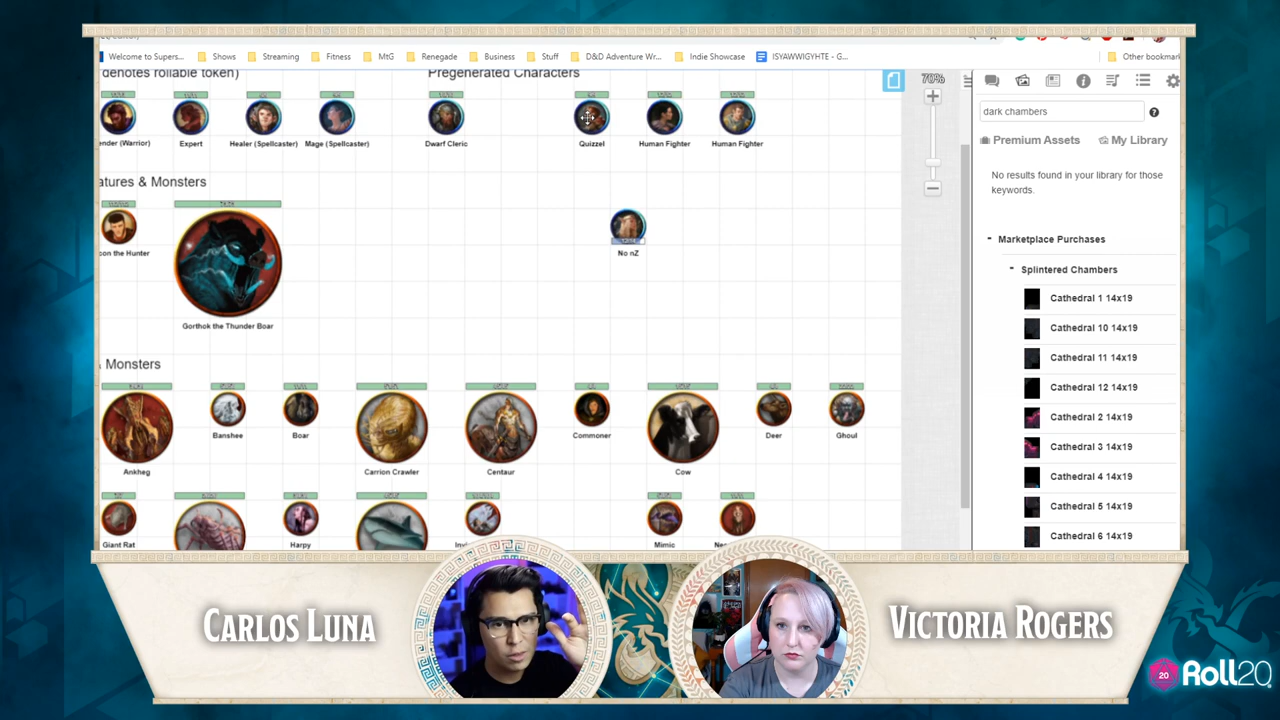 Welcome to Supers...
Shows
Streaming
Fitness
MtG
Renegade
Business
Stuff
D&D Adventure Wr...
Indie Showcase
ISYAWWIGYHTE - G...
Other bookmark
denotes rollable token)
Pregenerated Characters
70%
dark chambers
ender (Warrior)
Expert
Healer (Spellcaster)
Mage (Spellcaster)
Dwarf Cleric
Quizzel
Human Fighter
Human Fighter
Premium Assets
My Library
No results found in your library for those
keywords.
atures & Monsters
con the Hunter
Gorthok the Thunder Boar
No nZ
Marketplace Purchases
Splintered Chambers
Cathedral 1 14x19
Cathedral 10 14x19
Cathedral 11 14x19
Cathedral 12 14x19
Cathedral 2 14x19
Cathedral 3 14x19
Cathedral 4 14x19
Cathedral 5 14x19
Cathedral 6 14x19
Monsters
Ankheg
Banshee
Boar
Carrion Crawler
Centaur
Commoner
Cow
Deer
Ghoul
Giant Rat
Harpy
Mimic
CARLOS LUNA
VICTORIA ROGERS
20
Roll20